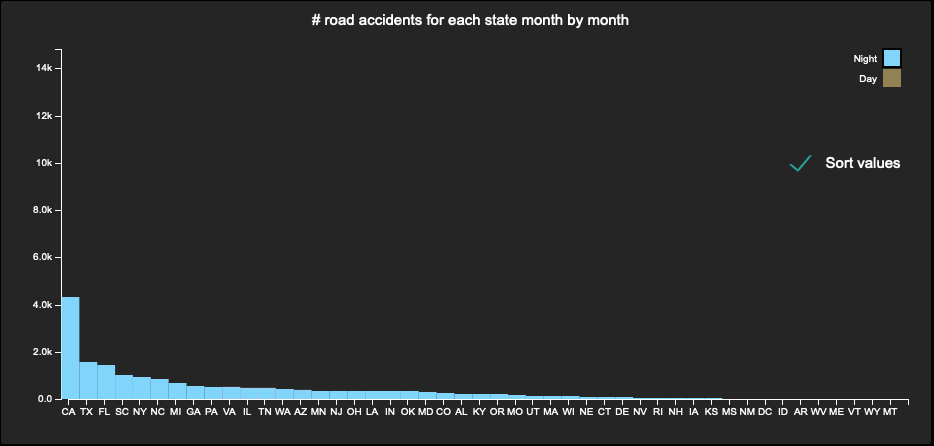 # road accidents for each state month by month
Night
Day
Sort values
14k
12k
10k
8.0k
6.0k
4.0k
2.0k
0.0
CA TX FL SC NY NC MI GA PA VA IL TN WA AZ MN NJ OH LA IN OK MD CO AL KY OR MO UT MA WI NE CT DE NV RI NH IA KS MS NM DC ID AR WV ME VT WY MT